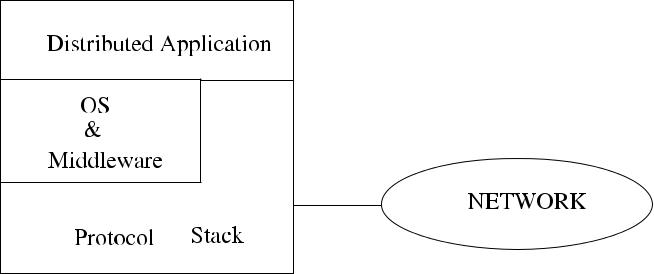 Distributed Application
OS
&
Middleware
NETWORK
Protocol Stack